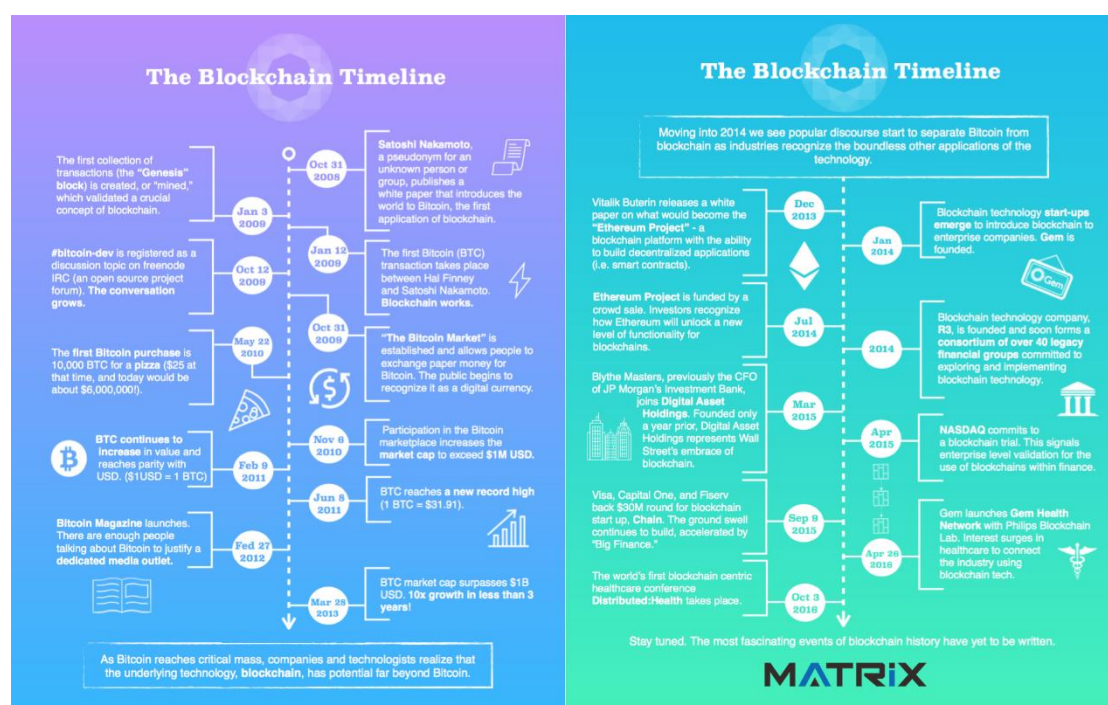 The Blockchain Timeline
Oct 31
2008
Satoshi Nakamoto,
a pseudonym for an
unknown person or
group, publishes a
white paper that introduces the
world to Bitcoin, the first
application of blockchain.
The first collection of
transactions (the “Genesis”
block) is created, or “mined,”
which validated a crucial
concept of blockchain.
Jan 3
2009
Jan 12
2009
The first Bitcoin (BTC)
transaction takes place
between Hal Finney
and Satoshi Nakamoto.
Blockchain works.
#bitcoin-dev is registered as a
discussion topic on freenode
IRC (an open source project
forum). The conversation
grows.
Oct 12
2009
Oct 31
2009
“The Bitcoin Market” is
established and allows people to
exchange paper money for
Bitcoin. The public begins to
recognize it as a digital currency.
May 22
2010
The first Bitcoin purchase is
10,000 BTC for a pizza ($25 at
that time, and today would be
about $6,000,000!).
Nov 6
2010
Participation in the Bitcoin
marketplace increases the
market cap to exceed $1M USD.
BTC continues to
increase in value and
reaches parity with
USD. ($1USD = 1 BTC)
Feb 9
2011
Jun 8
2011
BTC reaches a new record high
(1 BTC = $31.91).
Bitcoin Magazine launches.
There are enough people
talking about Bitcoin to justify a
dedicated media outlet.
Fed 27
2012
Mar 28
2013
BTC market cap surpasses $1B
USD. 10x growth in less than 3
years!
As Bitcoin reaches critical mass, companies and technologists realize that
the underlying technology, blockchain, has potential far beyond Bitcoin.
The Blockchain Timeline
Moving into 2014 we see popular discourse start to separate Bitcoin from
blockchain as industries recognize the boundless other applications of the
technology.
Vitalik Buterin releases a white
paper on what would become the
“Ethereum Project” - a
blockchain platform with the ability
to build decentralized applications
(i.e. smart contracts).
Dec
2013
Jan
2014
Blockchain technology start-ups
emerge to introduce blockchain to
enterprise companies. Gem is
founded.
Gem
Ethereum Project is funded by a
crowd sale. Investors recognize
how Ethereum will unlock a new
level of functionality for
blockchains.
Jul
2014
2014
Blockchain technology company,
R3, is founded and soon forms a
consortium of over 40 legacy
financial groups committed to
exploring and implementing
blockchain technology.
Blythe Masters, previously the CFO
of JP Morgan’s Investment Bank,
joins Digital Asset
Holdings. Founded only
a year prior, Digital Asset
Holdings represents Wall
Street’s embrace of
blockchain.
Mar
2015
Apr
2015
NASDAQ commits to
a blockchain trial. This signals
enterprise level validation for the
use of blockchains within finance.
Visa, Capital One, and Fiserv
back $30M round for blockchain
start up, Chain. The ground swell
continues to build, accelerated by
“Big Finance.”
Sep 9
2015
Apr 26
2016
Gem launches Gem Health
Network with Philips Blockchain
Lab. Interest surges in
healthcare to connect
the industry using
blockchain tech.
The world’s first blockchain centric
healthcare conference
Distributed:Health takes place.
Oct 3
2016
Stay tuned. The most fascinating events of blockchain history have yet to be written.
MATRiX